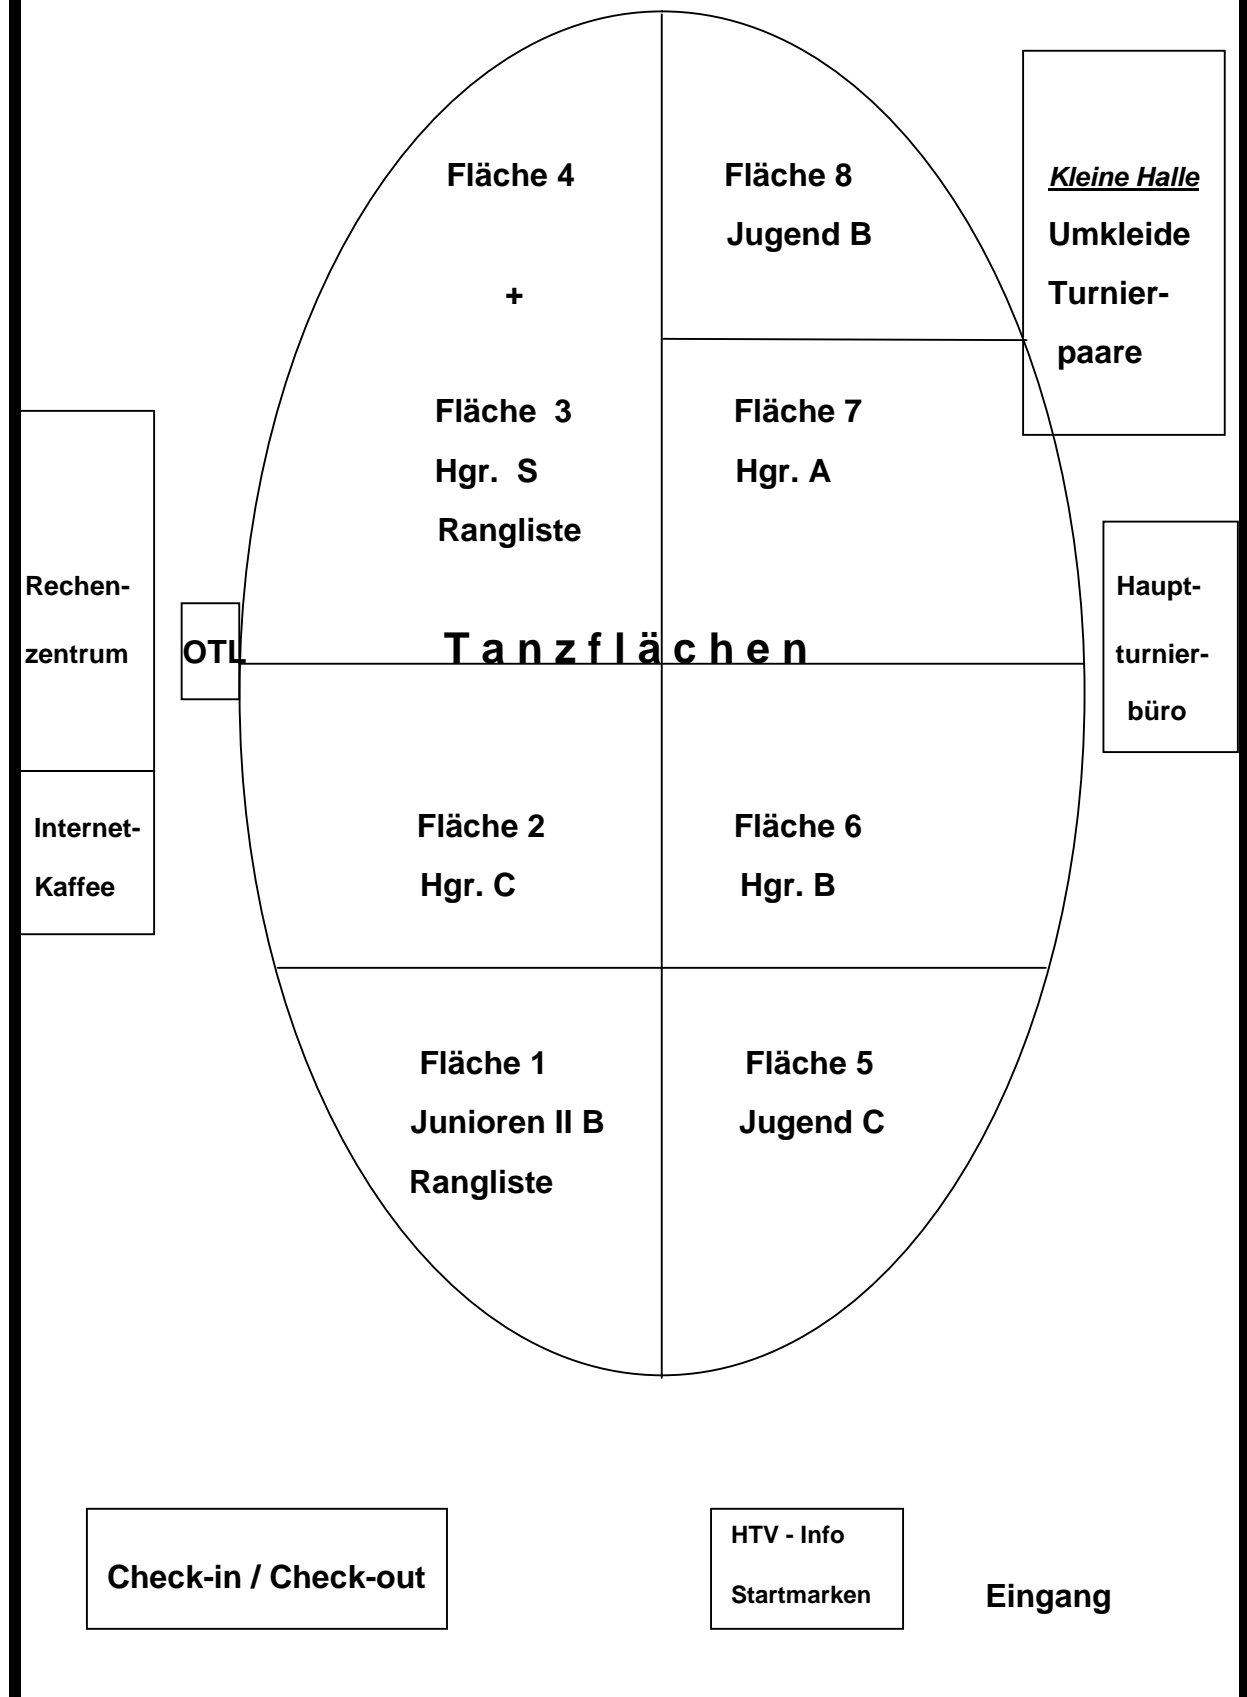 Fläche 4
+
Fläche 3
Hgr. S
Rangliste
Fläche 8
Jugend B
Kleine Halle
Umkleide
Turnier-
paare
Fläche 7
Hgr. A
Rechen-
zentrum
OTL
Tanzflächen
Haupt-
turnier-
büro
Internet-
Kaffee
Fläche 2
Hgr. C
Fläche 6
Hgr. B
Fläche 1
Junioren II B
Rangliste
Fläche 5
Jugend C
Check-in / Check-out
HTV - Info
Startmarken
Eingang